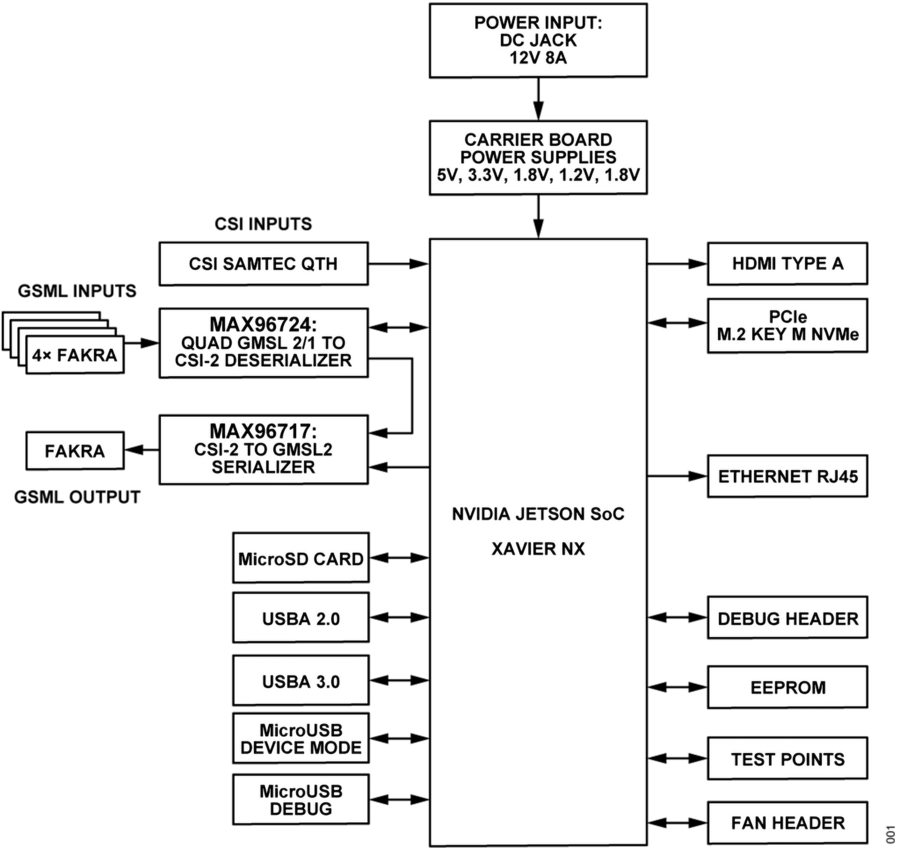 POWER INPUT:
DC JACK
12V 8A
CARRIER BOARD
POWER SUPPLIES
5V, 3.3V, 1.8V, 1.2V, 1.8V
CSI INPUTS
CSI SAMTEC QTH
GSML INPUTS
4× FAKRA
MAX96724:
QUAD GMSL 2/1 TO
CSI-2 DESERIALIZER
MAX96717:
CSI-2 TO GMSL2
SERIALIZER
FAKRA
GSML OUTPUT
MicroSD CARD
USBA 2.0
USBA 3.0
MicroUSB
DEVICE MODE
MicroUSB
DEBUG
NVIDIA JETSON SoC
XAVIER NX
HDMI TYPE A
PCIe
M.2 KEY M NVMe
ETHERNET RJ45
DEBUG HEADER
EEPROM
TEST POINTS
FAN HEADER
001